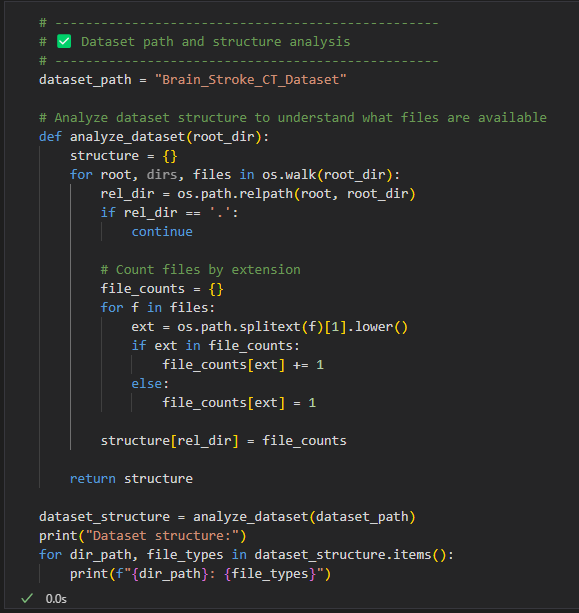 # --------------------------------------------------
# ✅ Dataset path and structure analysis
# --------------------------------------------------
dataset_path = "Brain_Stroke_CT_Dataset"

# Analyze dataset structure to understand what files are available
def analyze_dataset(root_dir):
    structure = {}
    for root, dirs, files in os.walk(root_dir):
        rel_dir = os.path.relpath(root, root_dir)
        if rel_dir == '.':
            continue

        # Count files by extension
        file_counts = {}
        for f in files:
            ext = os.path.splitext(f)[1].lower()
            if ext in file_counts:
                file_counts[ext] += 1
            else:
                file_counts[ext] = 1

        structure[rel_dir] = file_counts

    return structure

dataset_structure = analyze_dataset(dataset_path)
print("Dataset structure:")
for dir_path, file_types in dataset_structure.items():
    print(f"{dir_path}: {file_types}")
✓ 0.0s